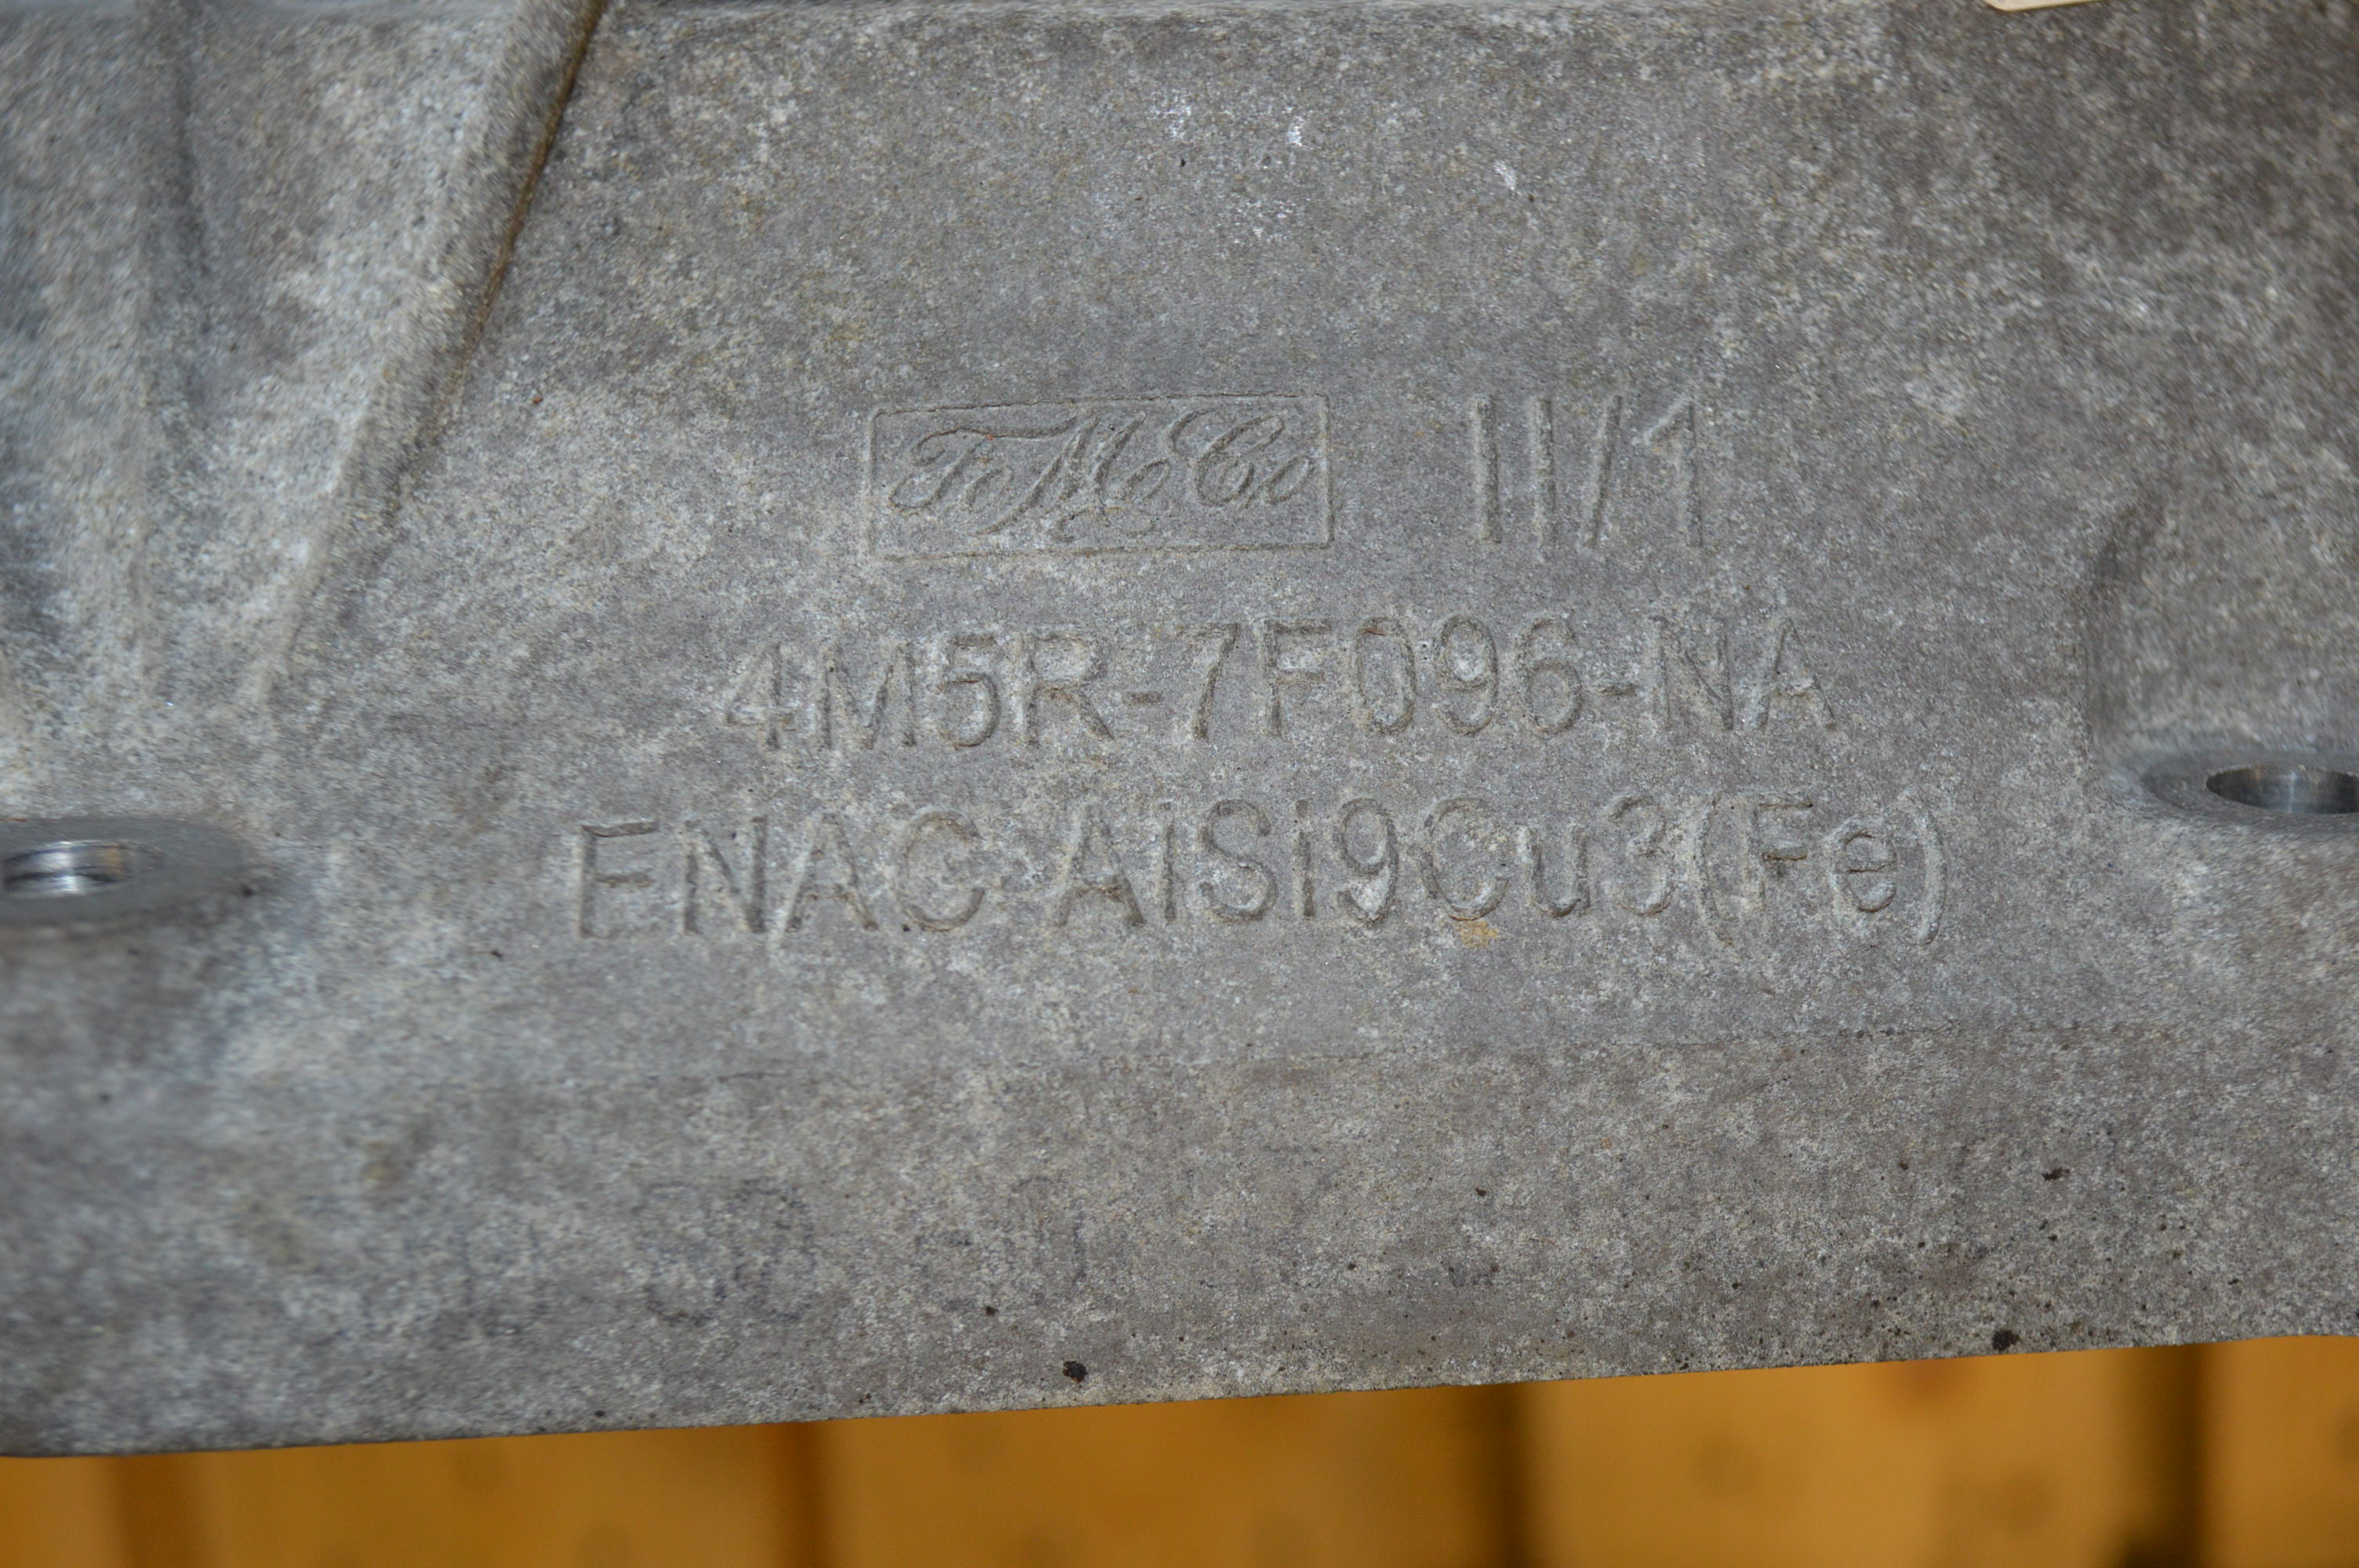 FoMoCo II/1
4M5R-7F096-NA
ENAC-AlSi9Cu3(Fe)